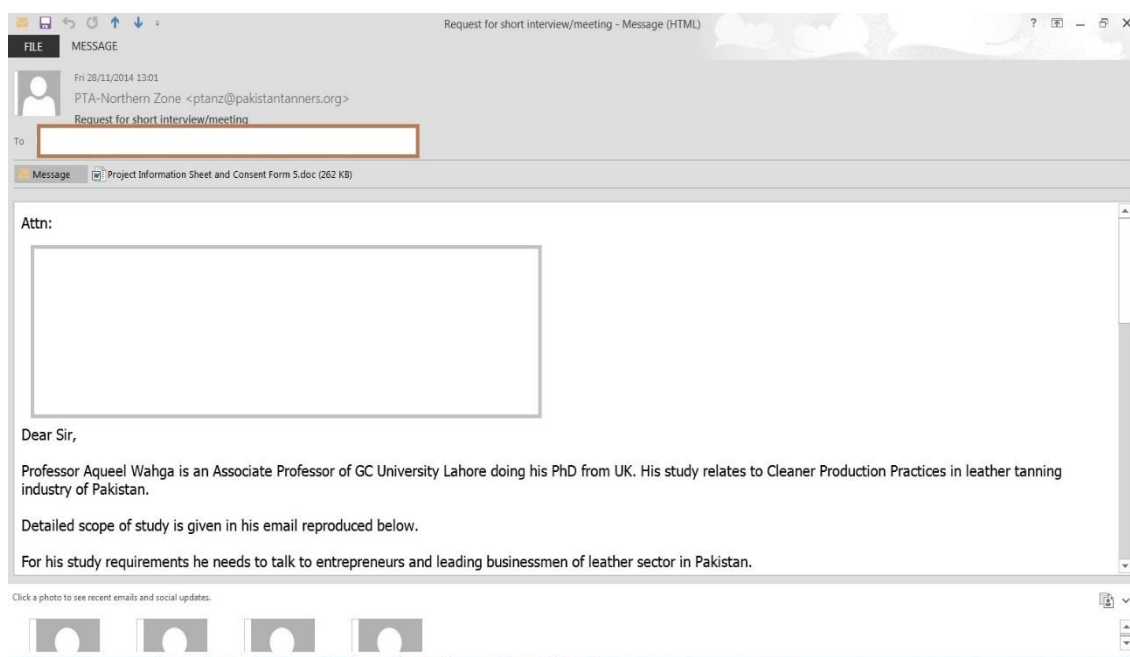 Request for short interview/meeting - Message (HTML)
?
FILE
MESSAGE
Fri 28/11/2014 13:01
PTA-Northern Zone <ptanz@pakistantanners.org>
Request for short interview/meeting
To
Message
Project Information Sheet and Consent Form 5.doc (262 KB)
Attn:
Dear Sir,
Professor Aqueel Wahga is an Associate Professor of GC University Lahore doing his PhD from UK. His study relates to Cleaner Production Practices in leather tanning
industry of Pakistan.
Detailed scope of study is given in his email reproduced below.
For his study requirements he needs to talk to entrepreneurs and leading businessmen of leather sector in Pakistan.
Click a photo to see recent emails and social updates.